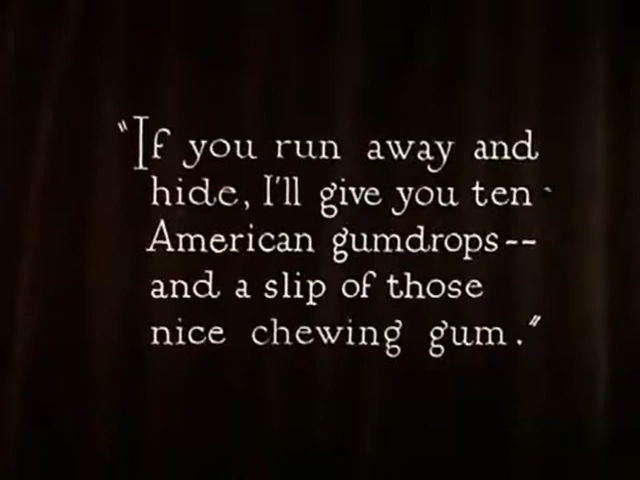 "If you run away and
hide, I'll give you ten
American gumdrops--
and a slip of those
nice chewing gum."